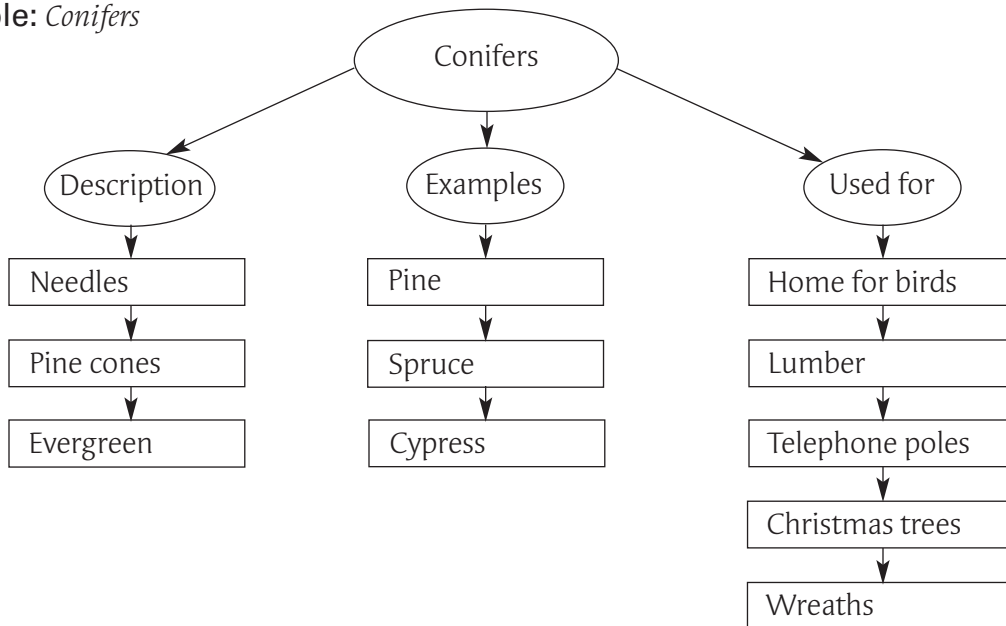 ole: Conifers
Conifers
Description
Examples
Used for
Needles
Pine cones
Evergreen
Pine
Spruce
Cypress
Home for birds
Lumber
Telephone poles
Christmas trees
Wreaths